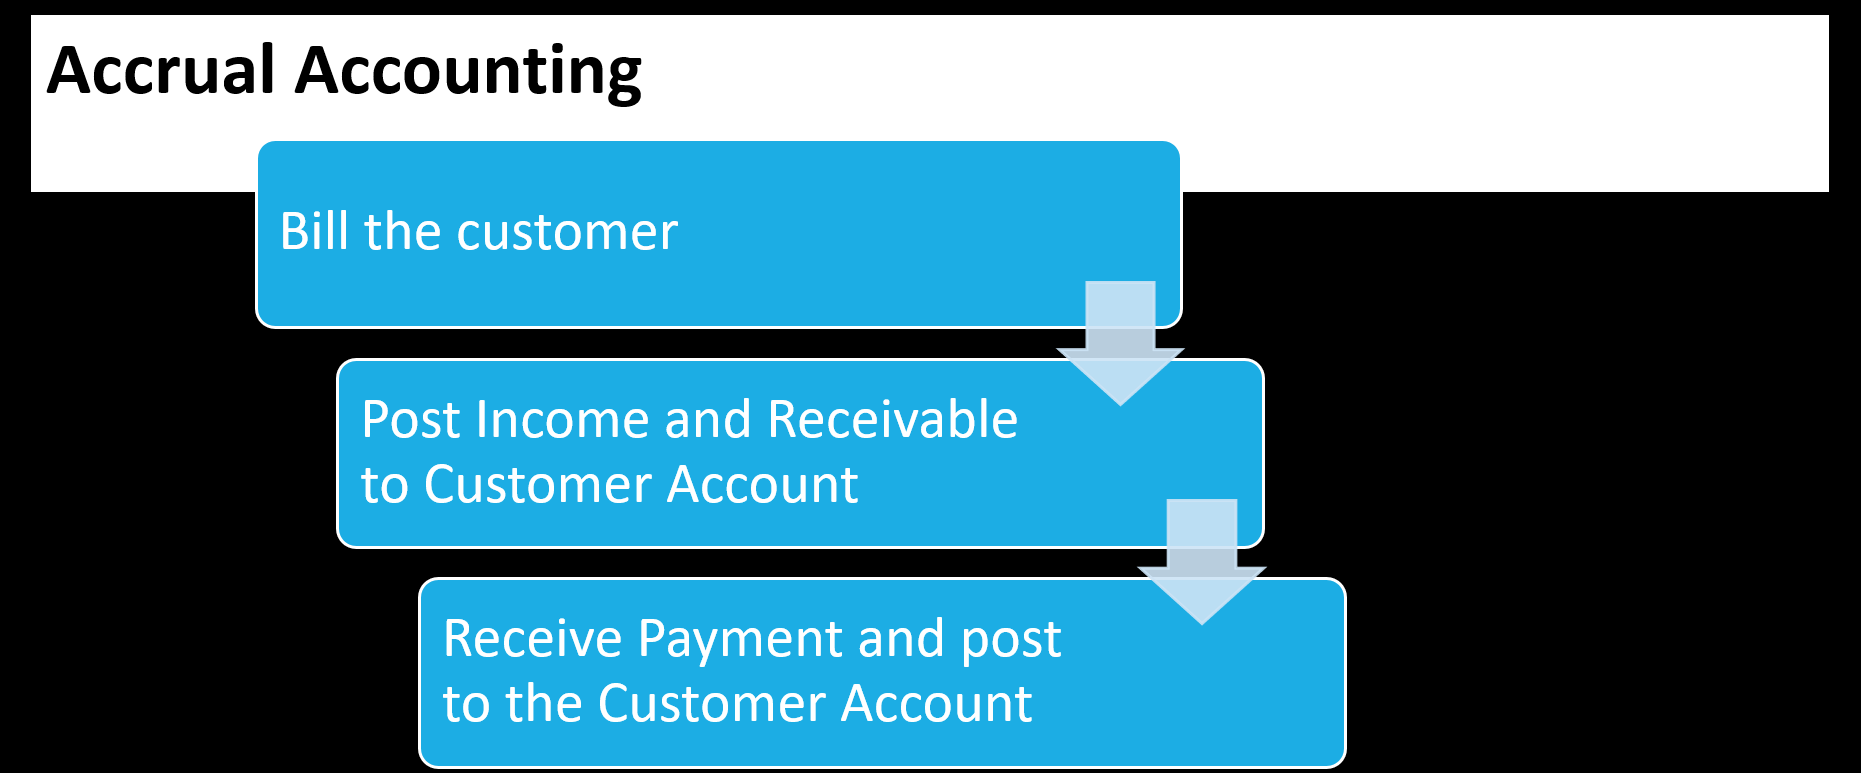 Accrual Accounting
Bill the customer
Post Income and Receivable
to Customer Account
Receive Payment and post
to the Customer Account